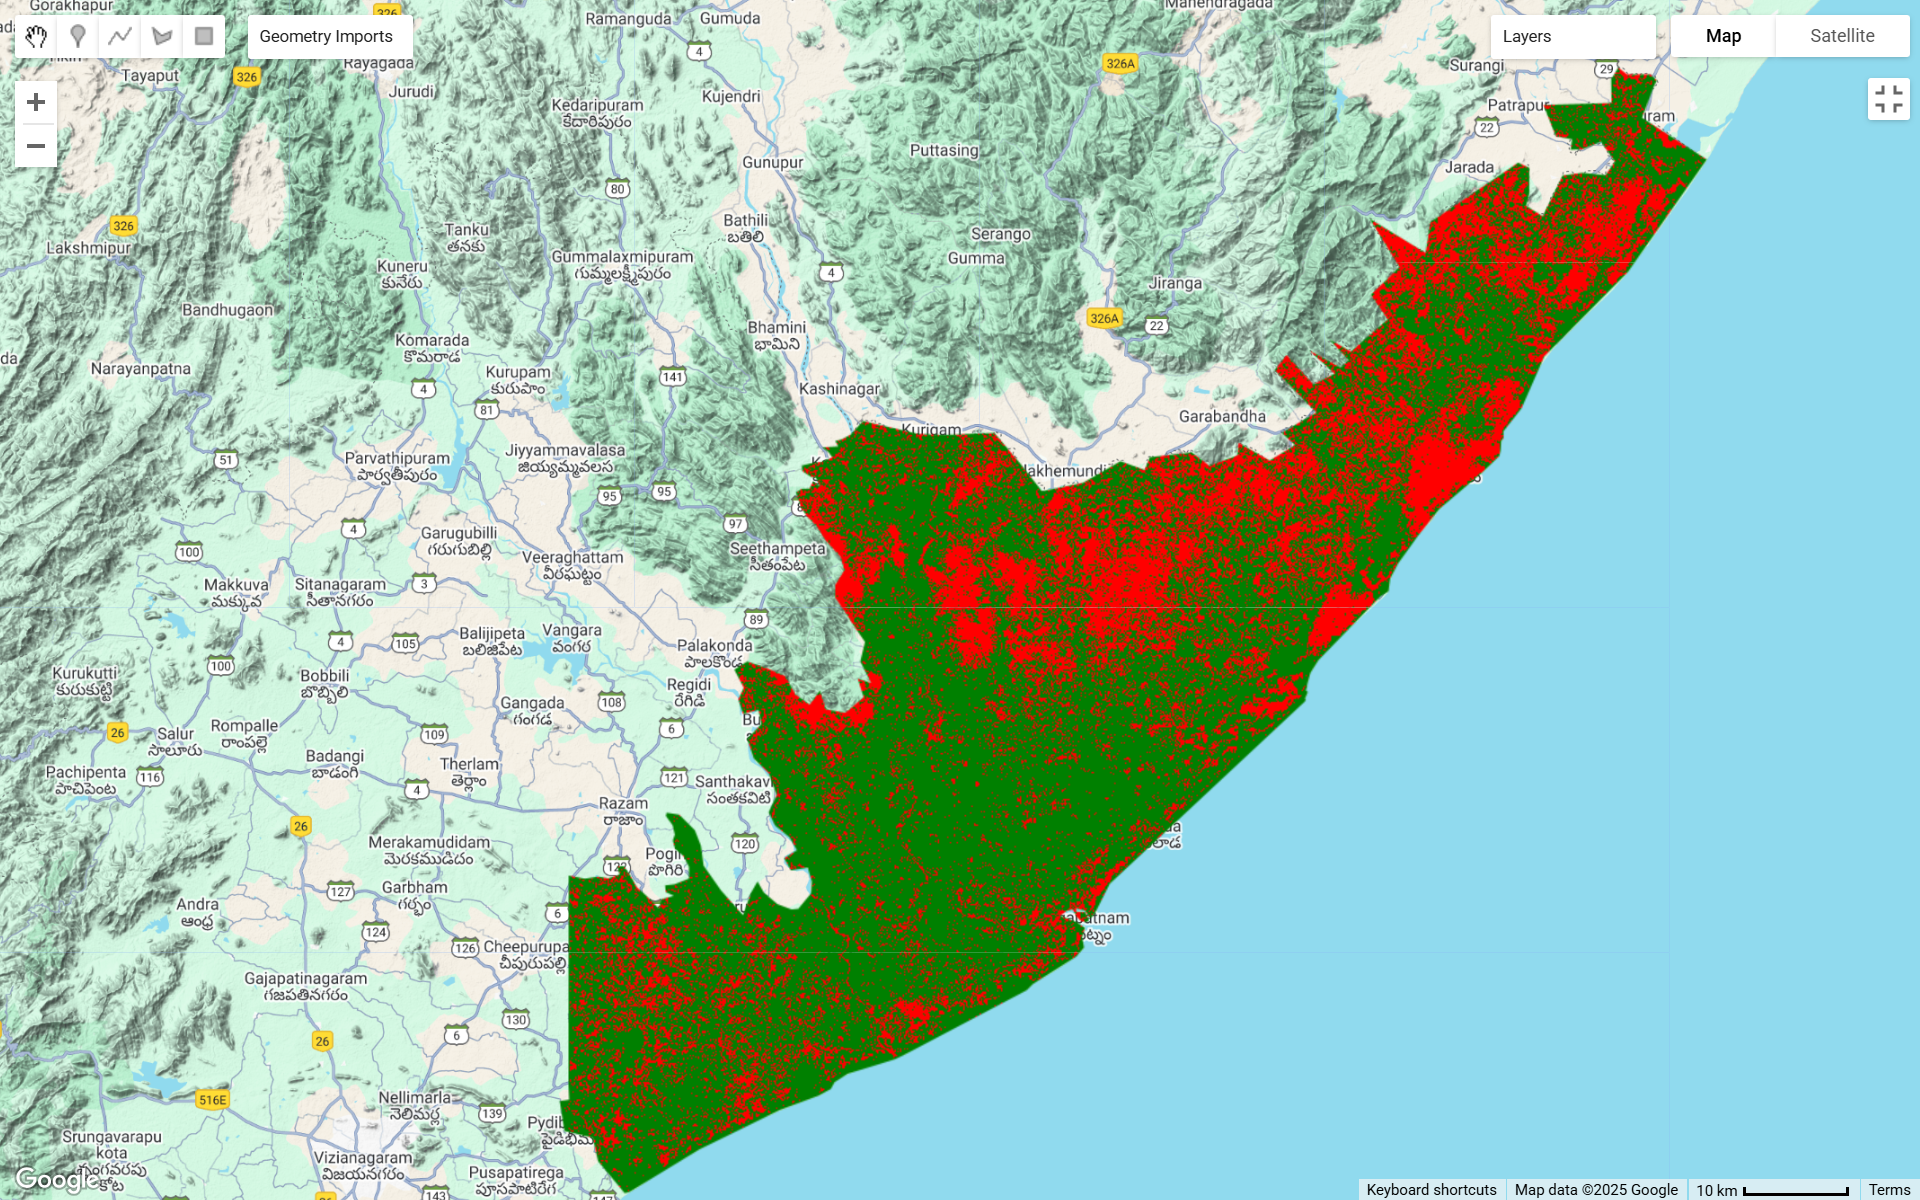 Gorakhapur
326
Ramanguda
Gumuda
Mahendragada
Geometry Imports
Layers
Map
Satellite
4
Tayaput
326
Rayagada
Jurudi
326A
Surangi
29
Kedaripuram
కేదారిపురం
Kujendri
Patrapur
22
Puttasing
Gunupur
Jarada
80
326
Bathili
బతిలి
Tanku
తనకు
Serango
Lakshmipur
Gumma
Gummalaxmipuram
గుమ్మలక్ష్మీపురం
Kuneru
కునేరు
4
Jiranga
Bandhugaon
326A
22
Bhamini
భామిని
Komarada
కొమరాడ
Narayanpatna
Kurupam
కురుపాం
141
4
Kashinagar
81
Garabandha
Kurigam
51
Parvathipuram
పార్వతీపురం
Jiyyammavalasa
జియ్యమ్మవలస
95
95
97
4
Garugubilli
గరుగుబిల్లి
100
Seethampeta
సీతంపేట
Veeraghattam
వీరఘట్టం
Makkuva
మక్కువ
Sitanagaram
సీతానగరం
3
89
4
Balijipeta
బలిజిపేట
Vangara
వంగర
105
Palakonda
పాలకొండ
100
Kurukutti
కురుకుట్టి
Bobbili
బొబ్బిలి
Regidi
రేగిడి
Gangada
గంగడ
108
26
Salur
సాలూరు
Rompalle
రాంపల్లె
109
6
Badangi
బాడంగి
Therlam
తెర్లాం
Pachipenta
పాచిపెంట
116
121
Santhakavi
సంతకవిటి
4
Razam
రాజాం
26
Merakamudidam
మెరకముడిదం
120
Pogiri
పొగిరి
127
Garbham
గర్భం
Andra
ఆంధ్ర
6
124
126
Cheepurupa
చీపురుపల్లి
Gajapatinagaram
గజపతినగరం
130
6
26
516E
Nellimarla
నెలిమర్ల
139
Srungavarapu
kota
శృంగవరపు
కోట
Vizianagaram
విజయనగరం
Pusapatirega
పూసపాటిరేగ
143
147
Google
Keyboard shortcuts
Map data ©2025 Google
10 km
Terms